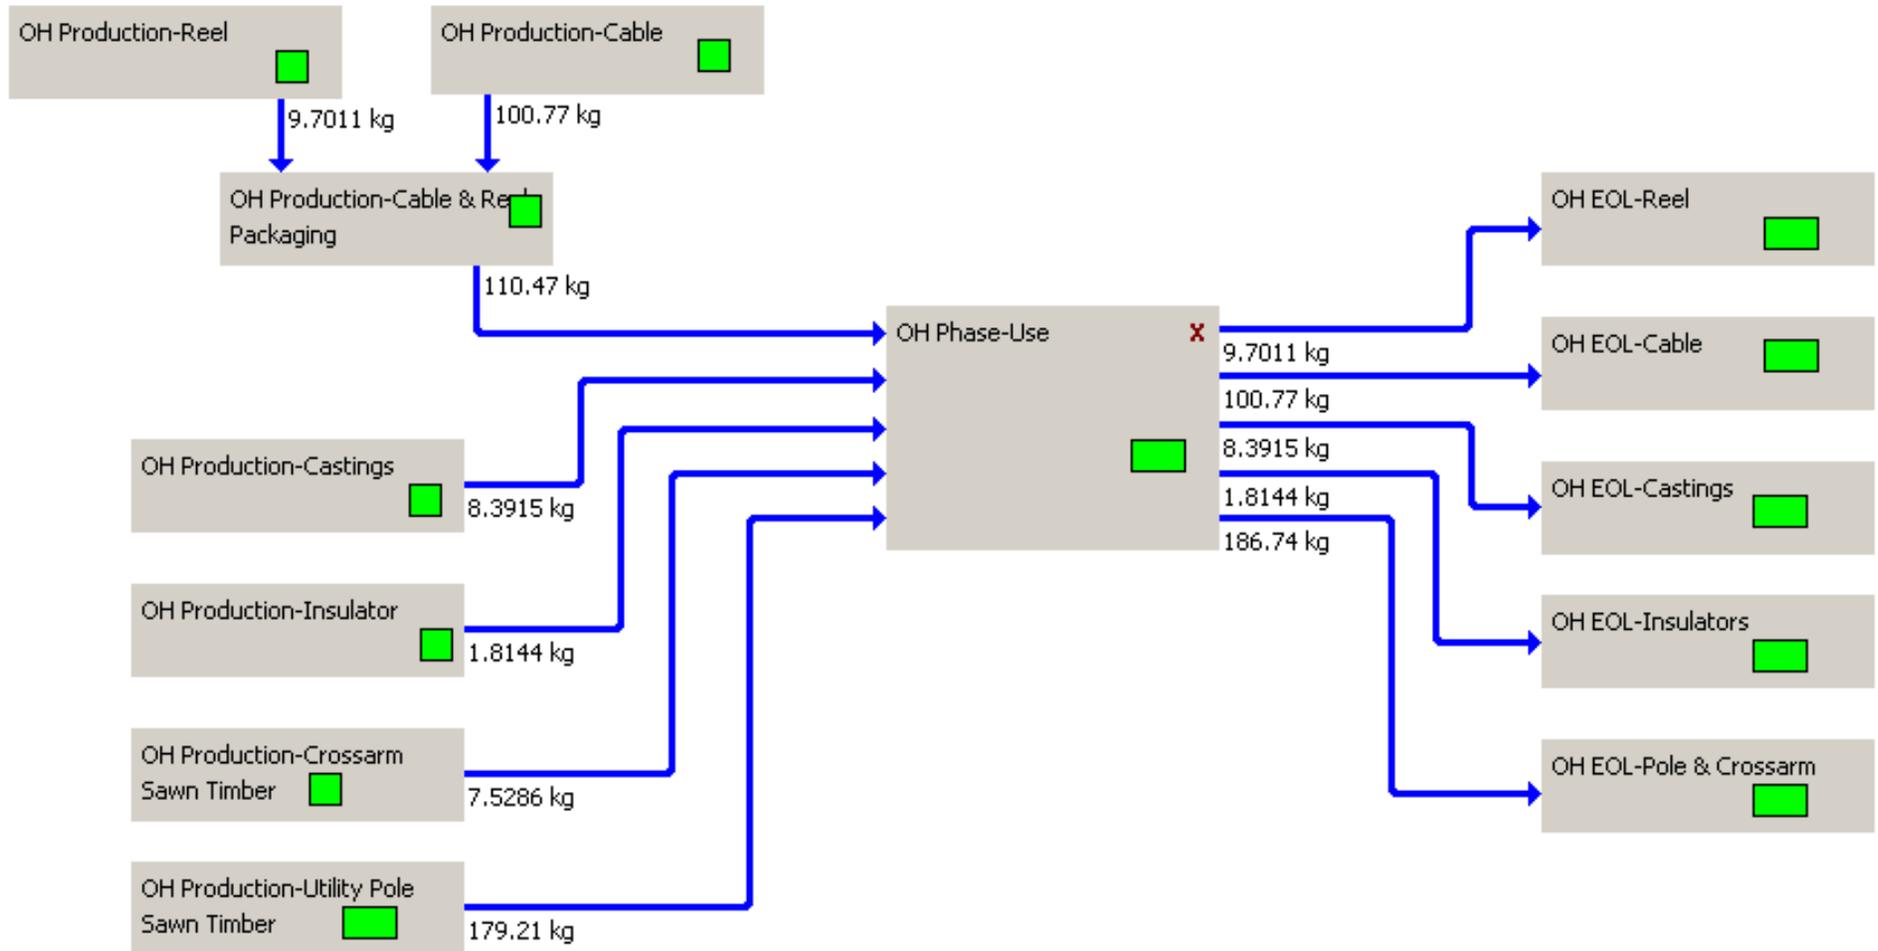 OH Production-Reel
9.7011 kg
OH Production-Cable
100.77 kg
OH Production-Cable &
Packaging
110.47 kg
OH Production-Castings
8.3915 kg
OH Production-Insulator
1.8144 kg
OH Production-Crossarm
Sawn Timber
7.5286 kg
OH Production-Utility Pole
Sawn Timber
179.21 kg
OH Phase-Use
X
9.7011 kg
100.77 kg
8.3915 kg
1.8144 kg
186.74 kg
OH EOL-Reel
OH EOL-Cable
OH EOL-Castings
OH EOL-Insulators
OH EOL-Pole & Crossarm